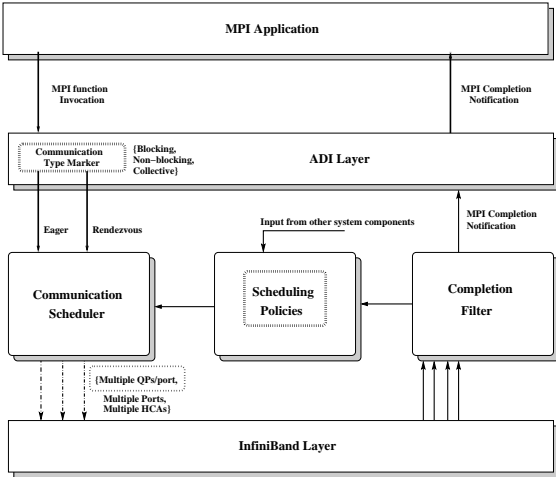 MPI Application
MPI function
Invocation
MPI Completion
Notification
Communication
Type Marker
{Blocking,
Non−blocking,
Collective}
ADI Layer
Eager
Rendezvous
Input from other system components
MPI Completion
Notification
Communication
Scheduler
Scheduling
Policies
Completion
Filter
{Multiple QPs/port,
Multiple Ports,
Multiple HCAs}
InfiniBand Layer